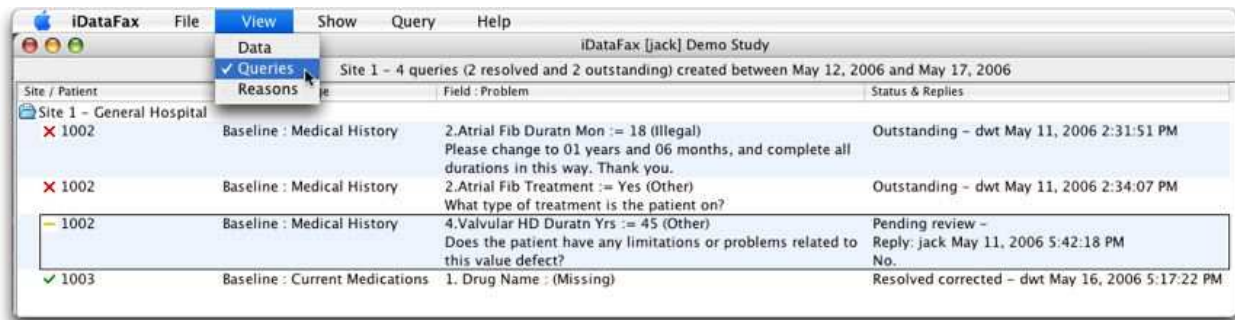 iDataFax File View Show Query Help
iDataFax [jack] Demo Study
Data
✓ Queries
Reasons
Site 1 – 4 queries (2 resolved and 2 outstanding) created between May 12, 2006 and May 17, 2006
Site / Patient Field : Problem Status & Replies
Site 1 – General Hospital
1002 Baseline : Medical History 2.Atrial Fib Duratn Mon := 18 (Illegal) Outstanding – dwt May 11, 2006 2:31:51 PM
Please change to 01 years and 06 months, and complete all
durations in this way. Thank you.
1002 Baseline : Medical History 2.Atrial Fib Treatment := Yes (Other) Outstanding – dwt May 11, 2006 2:34:07 PM
What type of treatment is the patient on?
1002 Baseline : Medical History 4.Valvular HD Duratn Yrs := 45 (Other) Pending review –
Does the patient have any limitations or problems related to Reply: jack May 11, 2006 5:42:18 PM
this value defect? No.
1003 Baseline : Current Medications 1. Drug Name : (Missing) Resolved corrected – dwt May 16, 2006 5:17:22 PM